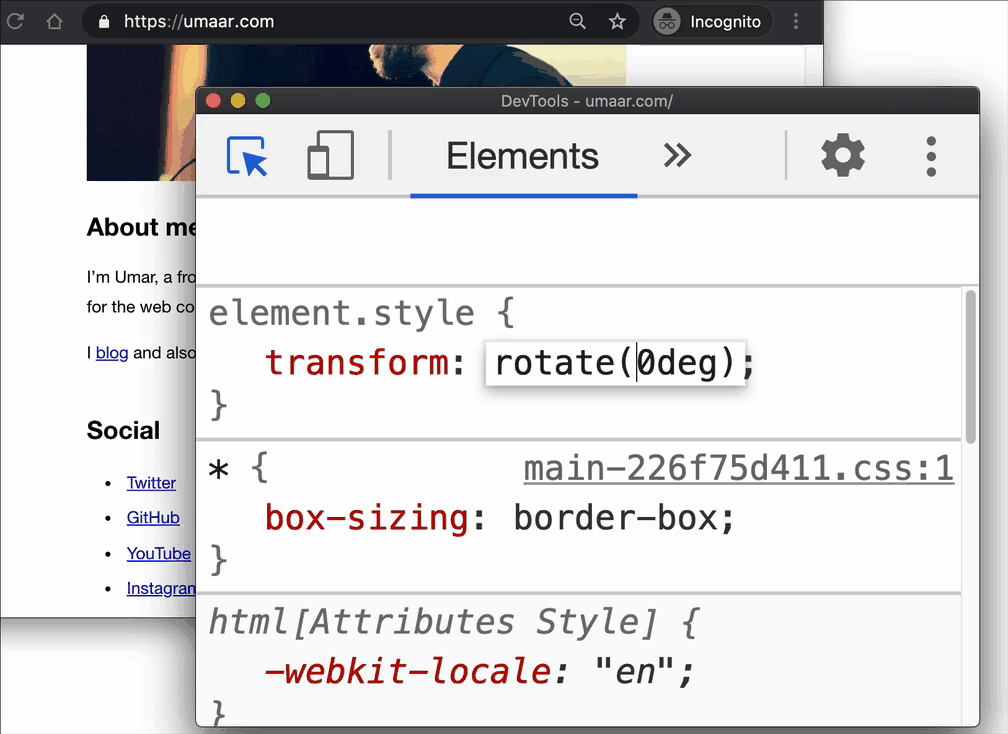 https://umaar.com
Incognito
DevTools - umaar.com/
Elements
About me
I'm Umar, a fro
for the web co
I blog and also
Social
Twitter
GitHub
YouTube
Instagram
element.style {
transform: rotate(0deg);
}
* {
main-226f75d411.css:1
box-sizing: border-box;
}
html[Attributes Style] {
-webkit-locale: "en";
}